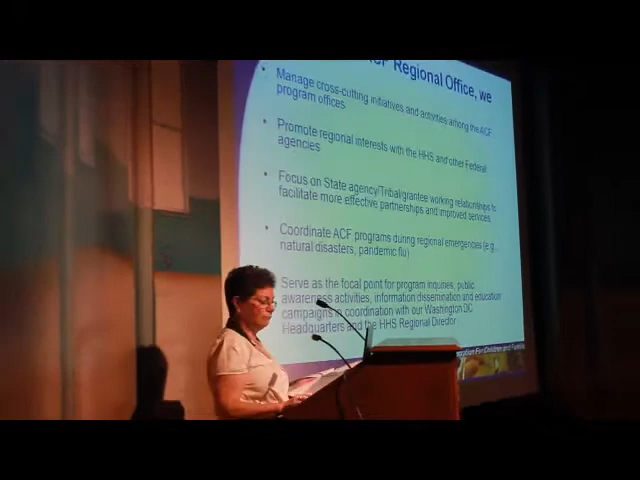 ACF Regional Office, we
• Manage cross-cutting initiatives and activities among the ACF
program offices
• Promote regional interests with the HHS and other Federal
agencies
• Focus on State agency/Tribal/grantee working relationships to
facilitate more effective partnerships and improved services
• Coordinate ACF programs during regional emergencies (e.g.,
natural disasters, pandemic flu)
Serve as the focal point for program inquiries, public
awareness activities, information dissemination and education
campaigns in coordination with our Washington DC
Headquarters and the HHS Regional Director
For Children and Families